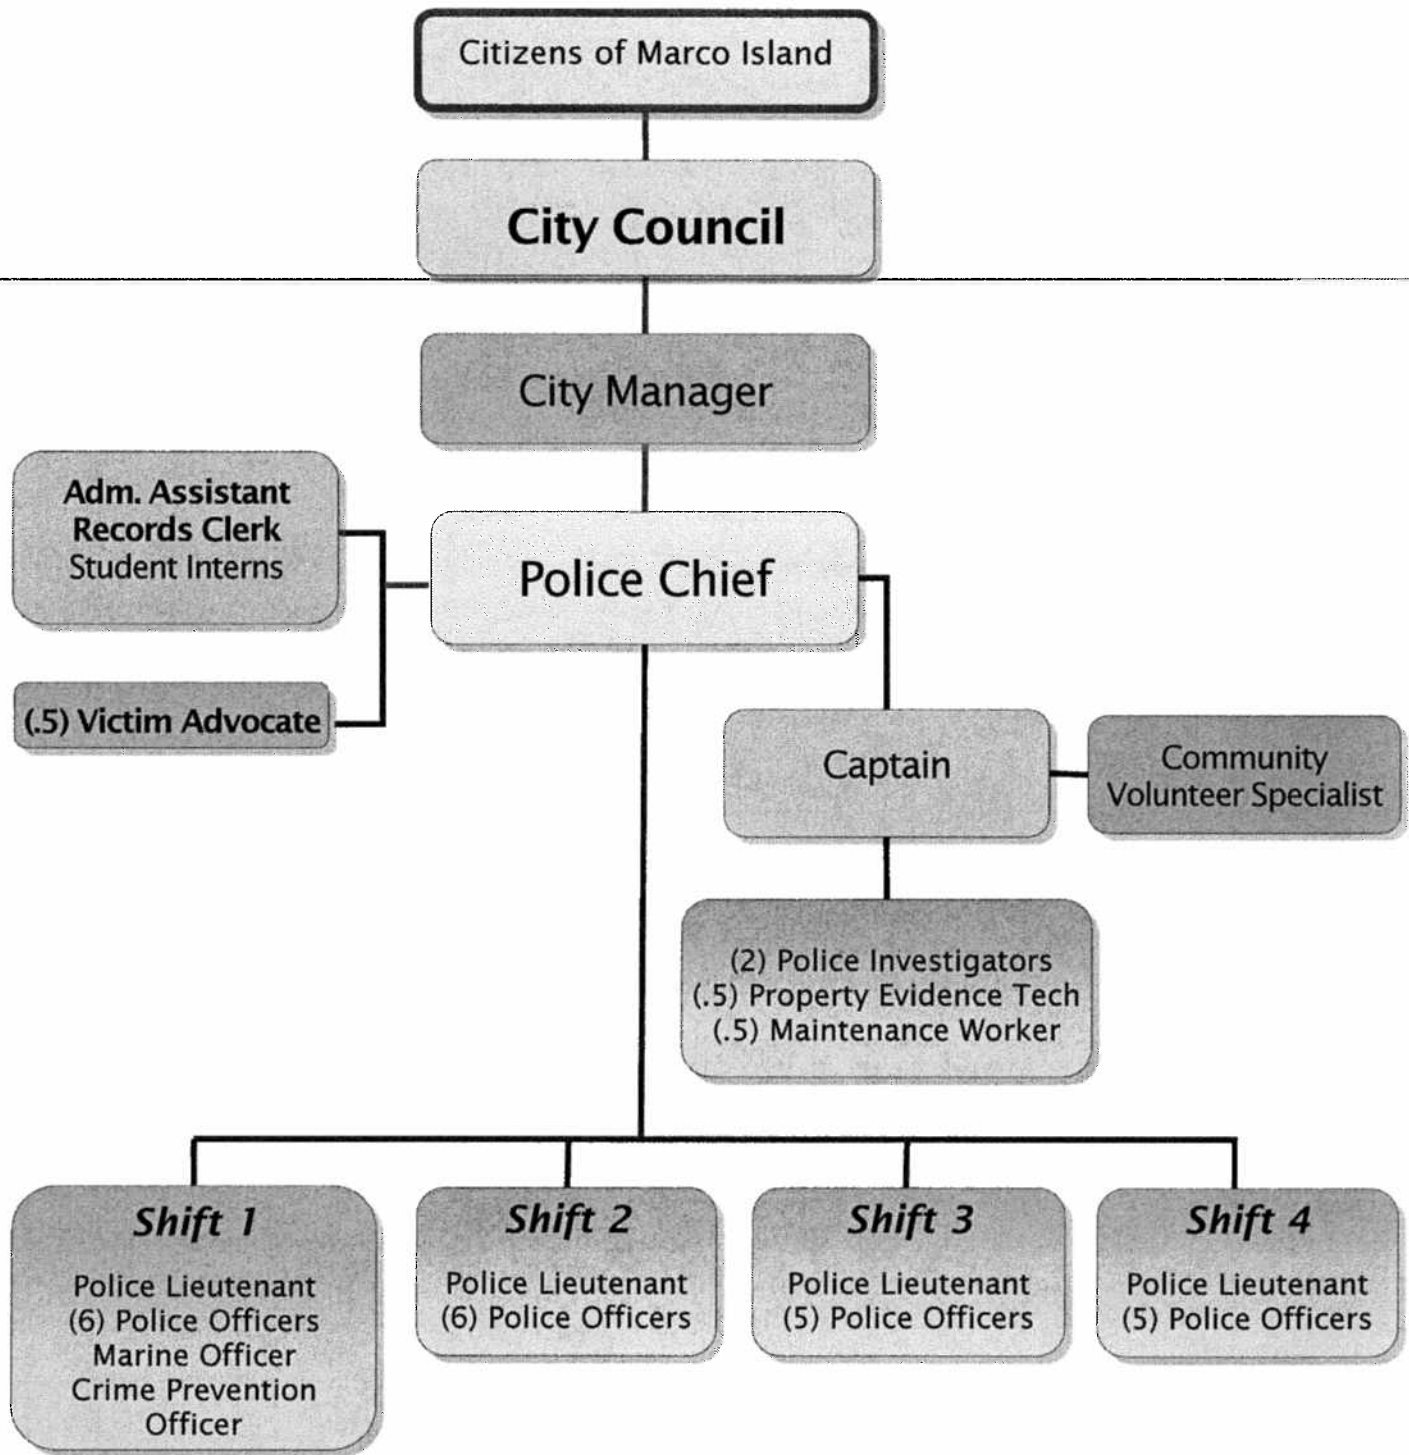 Citizens of Marco Island
City Council
City Manager
Adm. Assistant
Records Clerk
Student Interns
Police Chief
(.5) Victim Advocate
Captain
Community
Volunteer Specialist
(2) Police Investigators
(.5) Property Evidence Tech
(.5) Maintenance Worker
Shift 1
Police Lieutenant
(6) Police Officers
Marine Officer
Crime Prevention
Officer
Shift 2
Police Lieutenant
(6) Police Officers
Shift 3
Police Lieutenant
(5) Police Officers
Shift 4
Police Lieutenant
(5) Police Officers